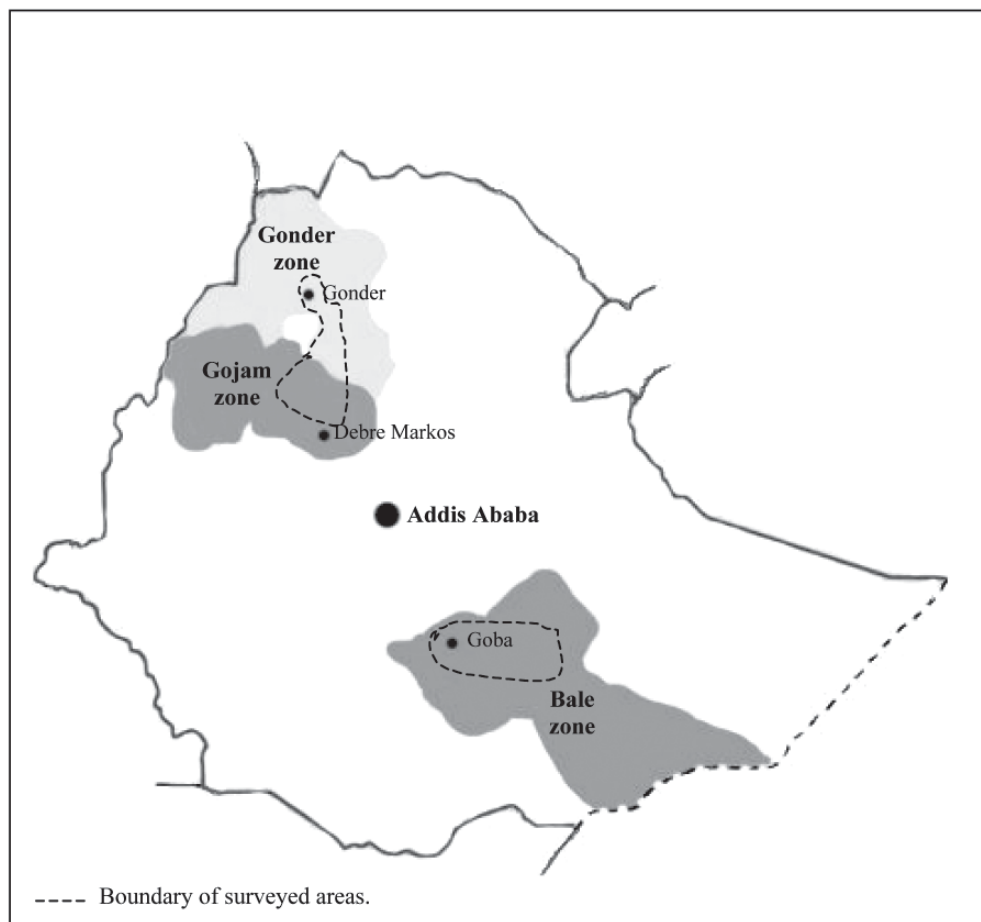 Gonder
zone
Gonder
Gojam
zone
Debre Markos
Addis Ababa
Goba
Bale
zone
Boundary of surveyed areas.